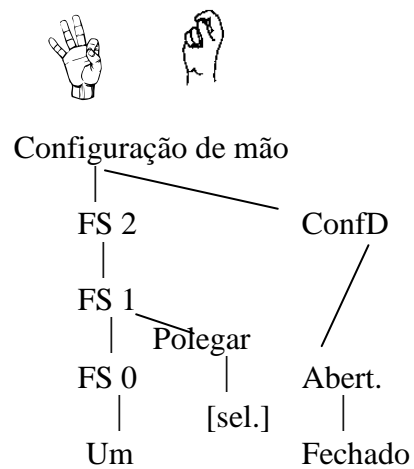 Configuração de mão
FS 2 ConfD
FS 1
Polegar
FS 0 Abert.
[sel.]
Um Fechado